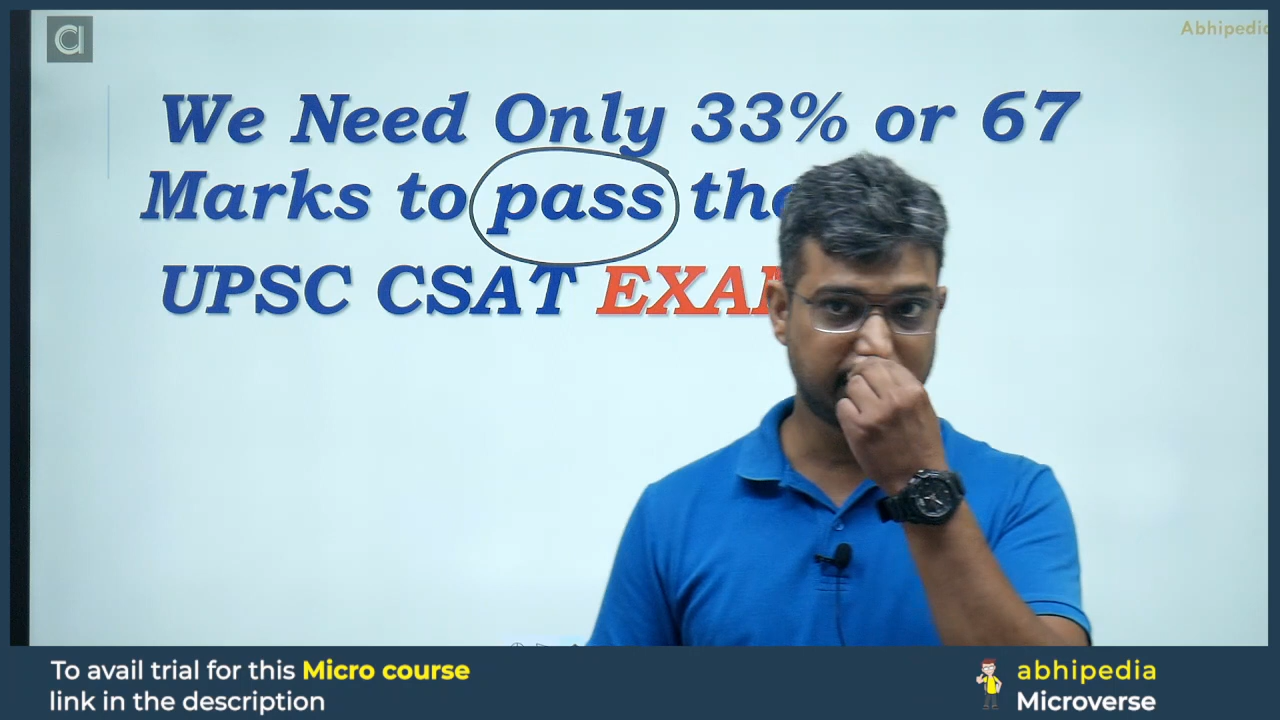 Abhipedia
We Need Only 33% or 67
Marks to pass the
UPSC CSAT
To avail trial for this Micro course
link in the description
abhipedia
Microverse